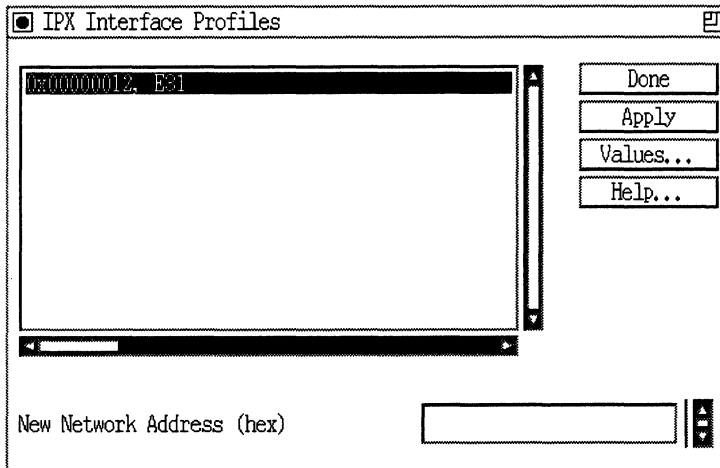 IPX Interface Profiles
0x00000012, E31
Done
Apply
Values...
Help...
New Network Address (hex)